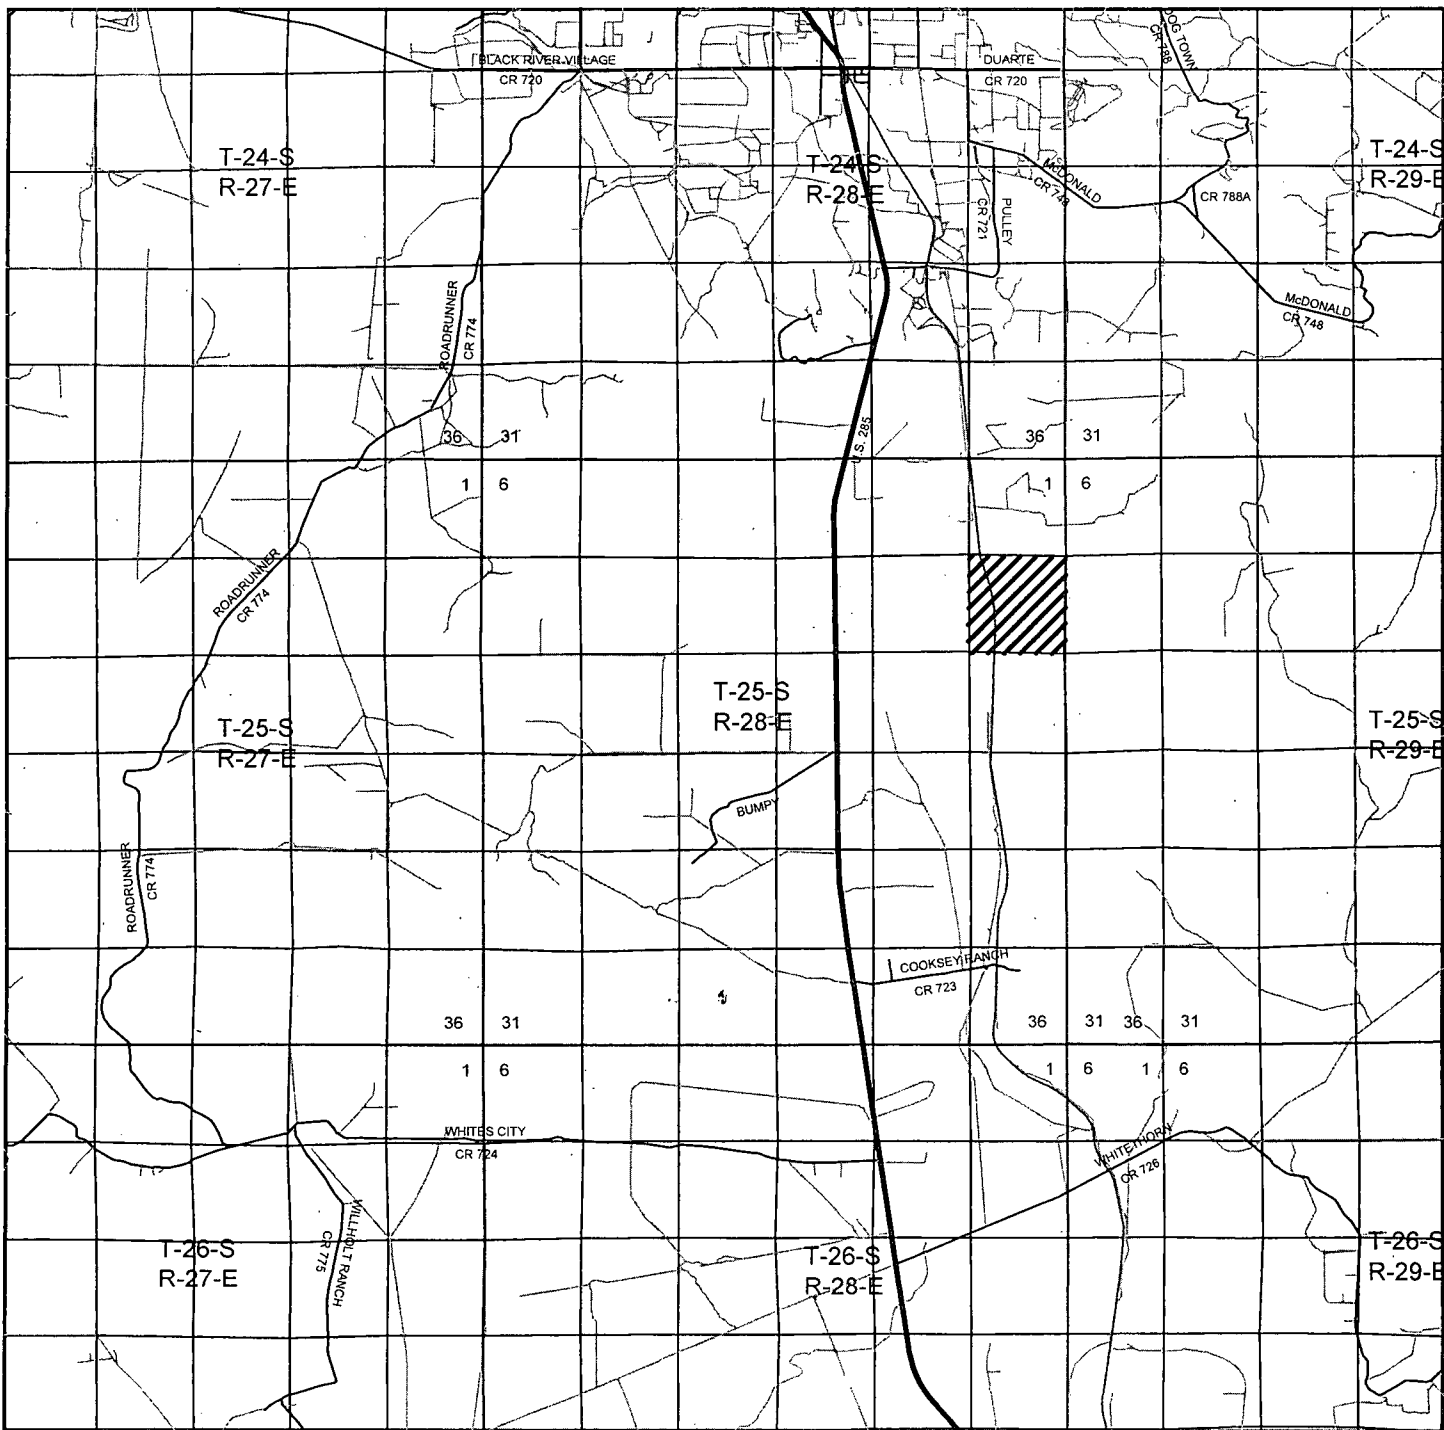 BLACK RIVER VILLAGE
CR 720
DUARTE
CR 720
DOG TOWN
CR 788
T-24-S
R-27-E
T-24-S
R-28-E
T-24-S
R-29-E
McDONALD
CR 748
CR 788A
PULLEY
CR 721
McDONALD
CR 748
ROADRUNNER
CR 774
U.S. 285
36 31
1 6
36 31
1 6
ROADRUNNER
CR 774
T-25-S
R-27-E
T-25-S
R-28-E
T-25-S
R-29-E
BUMPY
ROADRUNNER
CR 774
COOKSEY RANCH
CR 723
36 31
1 6
36 31 36 31
1 6 1 6
WHITES CITY
CR 724
WHITETHORN
CR 726
WILLHOLT RANCH
CR 775
T-26-S
R-27-E
T-26-S
R-28-E
T-26-S
R-29-E